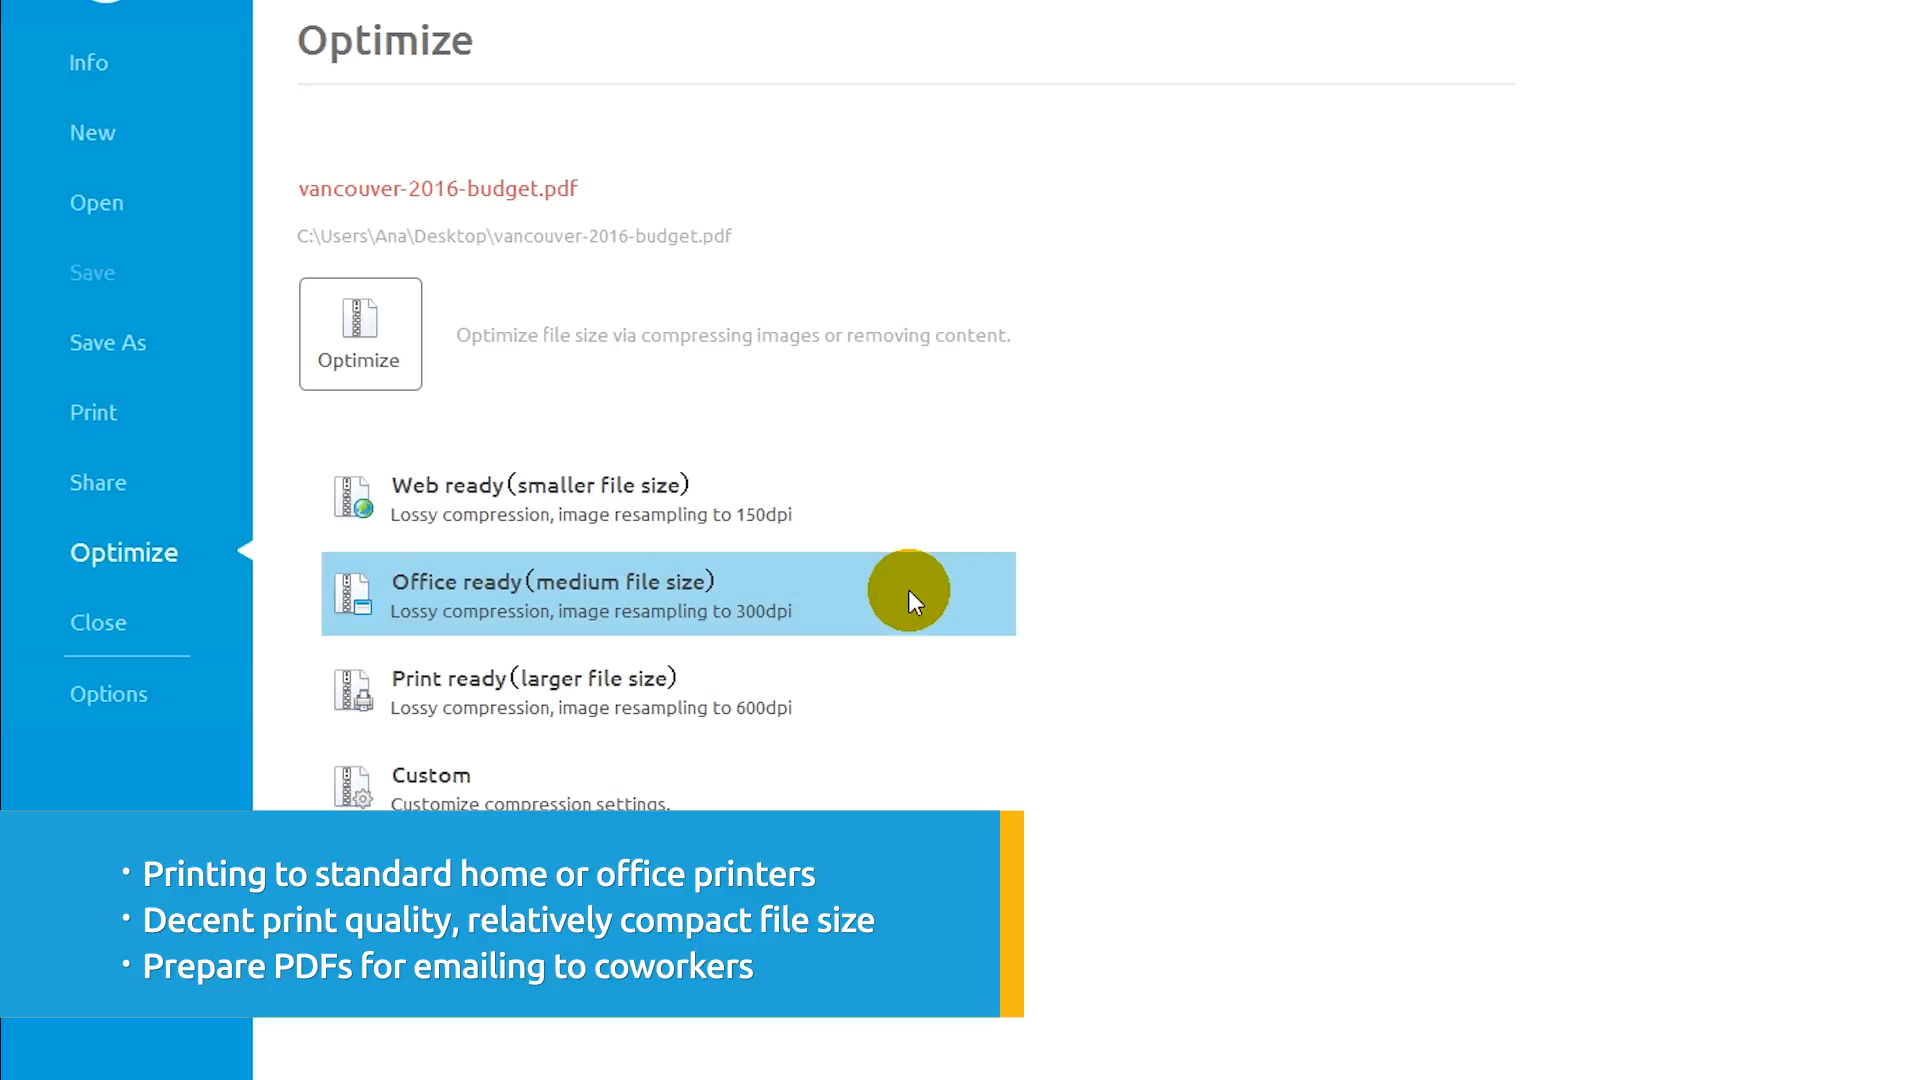 Optimize
Info
New
Open
Save
Save As
Print
Share
Optimize
Close
Options
vancouver-2016-budget.pdf
C:\Users\Ana\Desktop\vancouver-2016-budget.pdf
Optimize
Optimize file size via compressing images or removing content.
Web ready(smaller file size)
Lossy compression, image resampling to 150dpi
Office ready(medium file size)
Lossy compression, image resampling to 300dpi
Print ready(larger file size)
Lossy compression, image resampling to 600dpi
Custom
Customize compression settings.
· Printing to standard home or office printers
· Decent print quality, relatively compact file size
· Prepare PDFs for emailing to coworkers